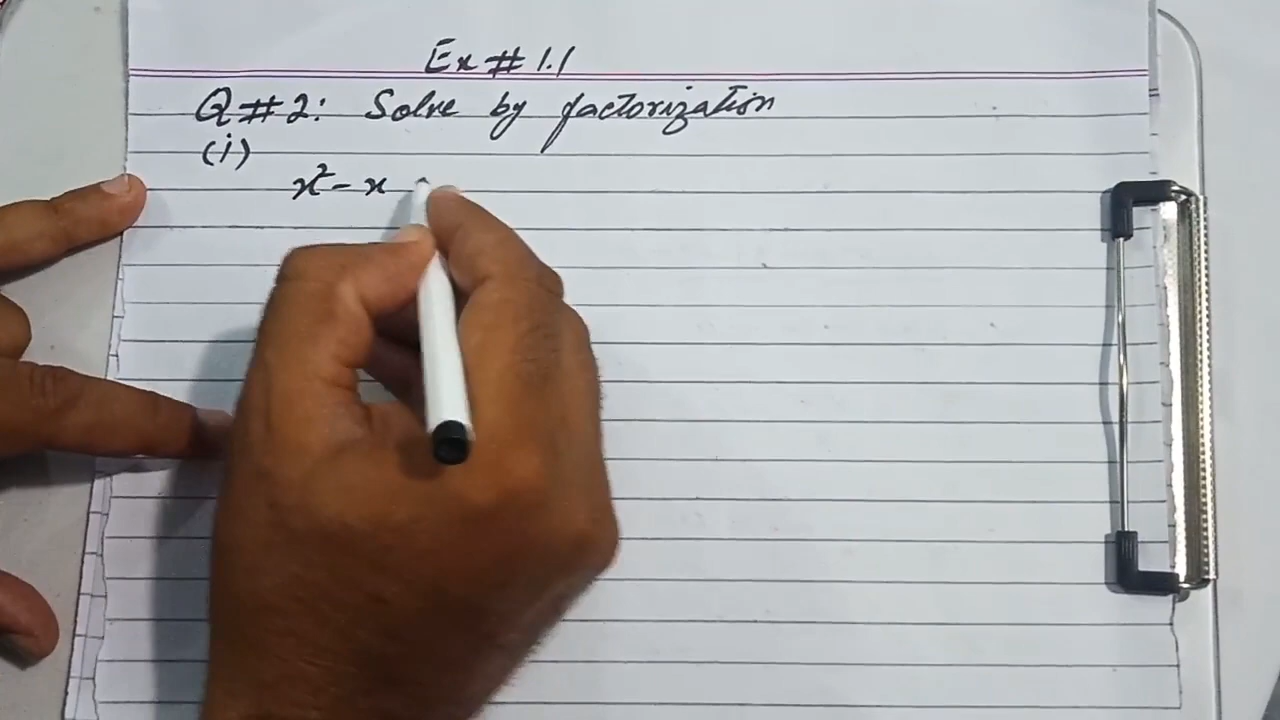 Ex # 1.1
Q # 2: Solve by factorization
(i)
x² - x